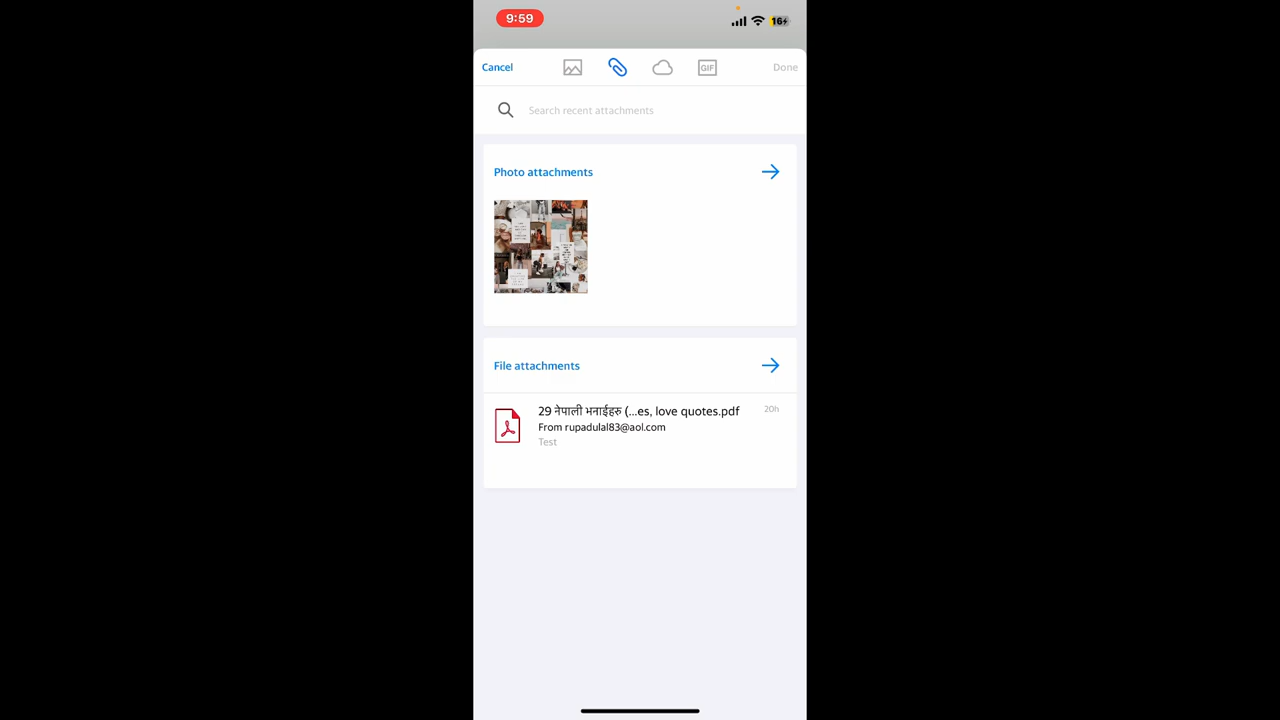 9:59
16
Cancel
GIF
Done
Search recent attachments
Photo attachments
File attachments
29 नेपाली भनाईहरु (...es, love quotes.pdf
20h
From rupadulal83@aol.com
Test